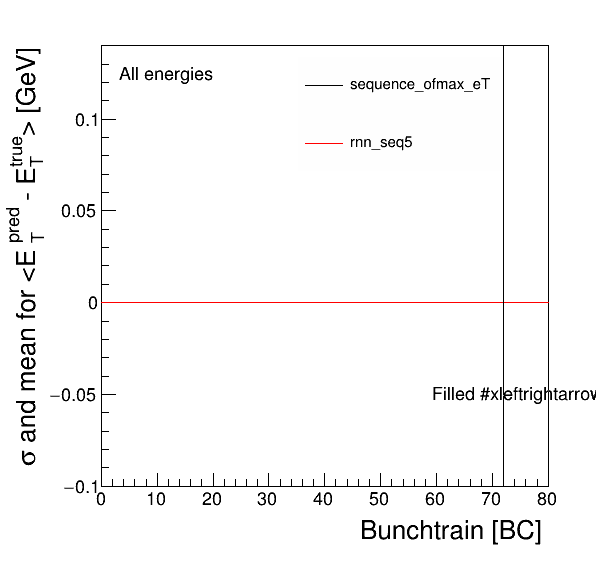 All energies
sequence_ofmax_eT
rnn_seq5
σ and mean for <E_T^pred - E_T^true> [GeV]
0.1
0.05
0
−0.05
−0.1
Filled #xleftrightarrow
0 10 20 30 40 50 60 70 80
Bunchtrain [BC]